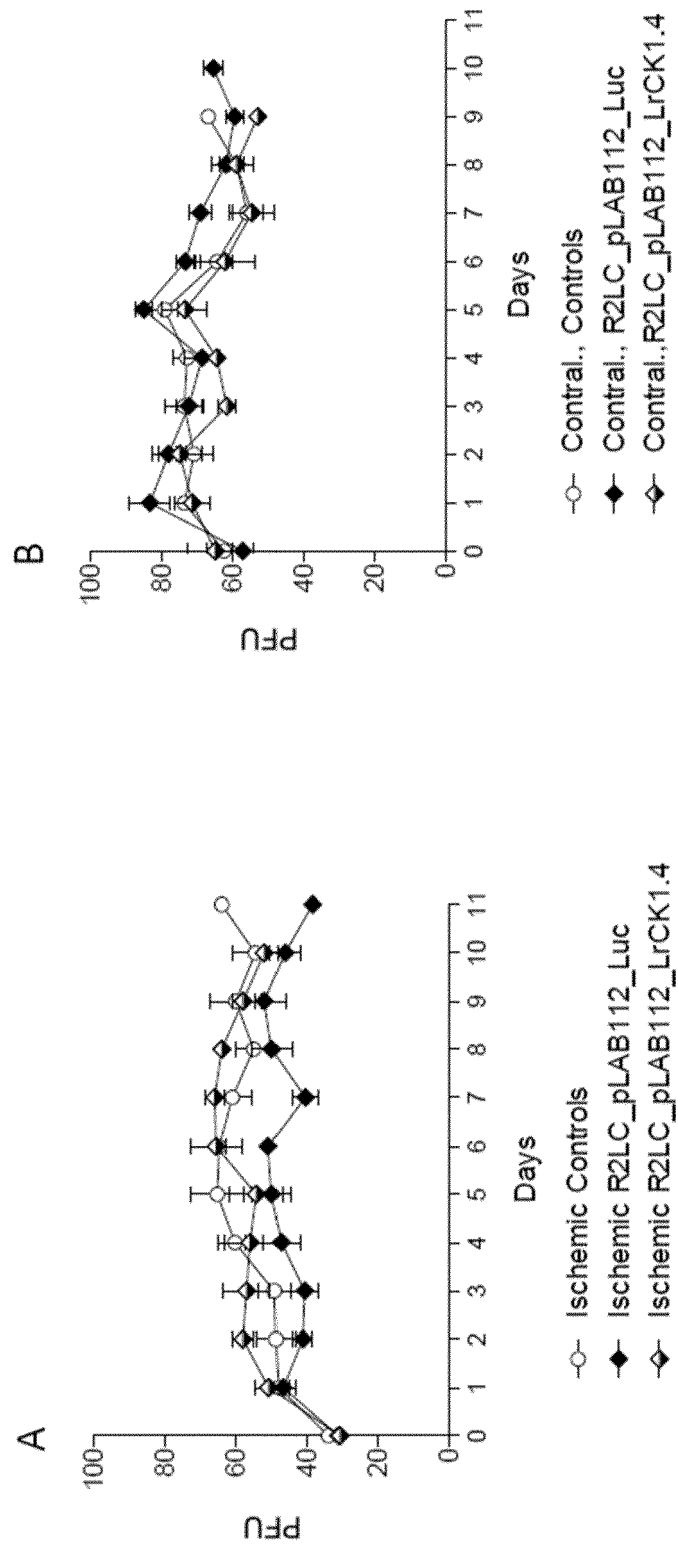 A
100
80
60
40
20
0
PFU
0 1 2 3 4 5 6 7 8 9 10 11
Days
Ischemic Controls
Ischemic R2LC_pLAB112_Luc
Ischemic R2LC_pLAB112_LrCK1.4
B
100
80
60
40
20
0
PFU
0 1 2 3 4 5 6 7 8 9 10 11
Days
Contral., Controls
Contral., R2LC_pLAB112_Luc
Contral.,R2LC_pLAB112_LrCK1.4